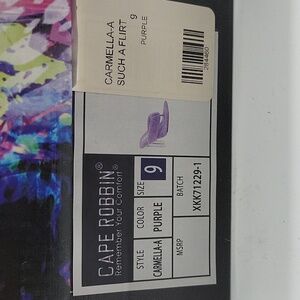 CARMELLA-A
SUCH A FLIRT
9
PURPLE
264460
CAPE ROBBIN®
Remember Your Comfort®
STYLE
CARMELLA-A
COLOR
PURPLE
SIZE
9
MSRP
BATCH
XKK71229-1